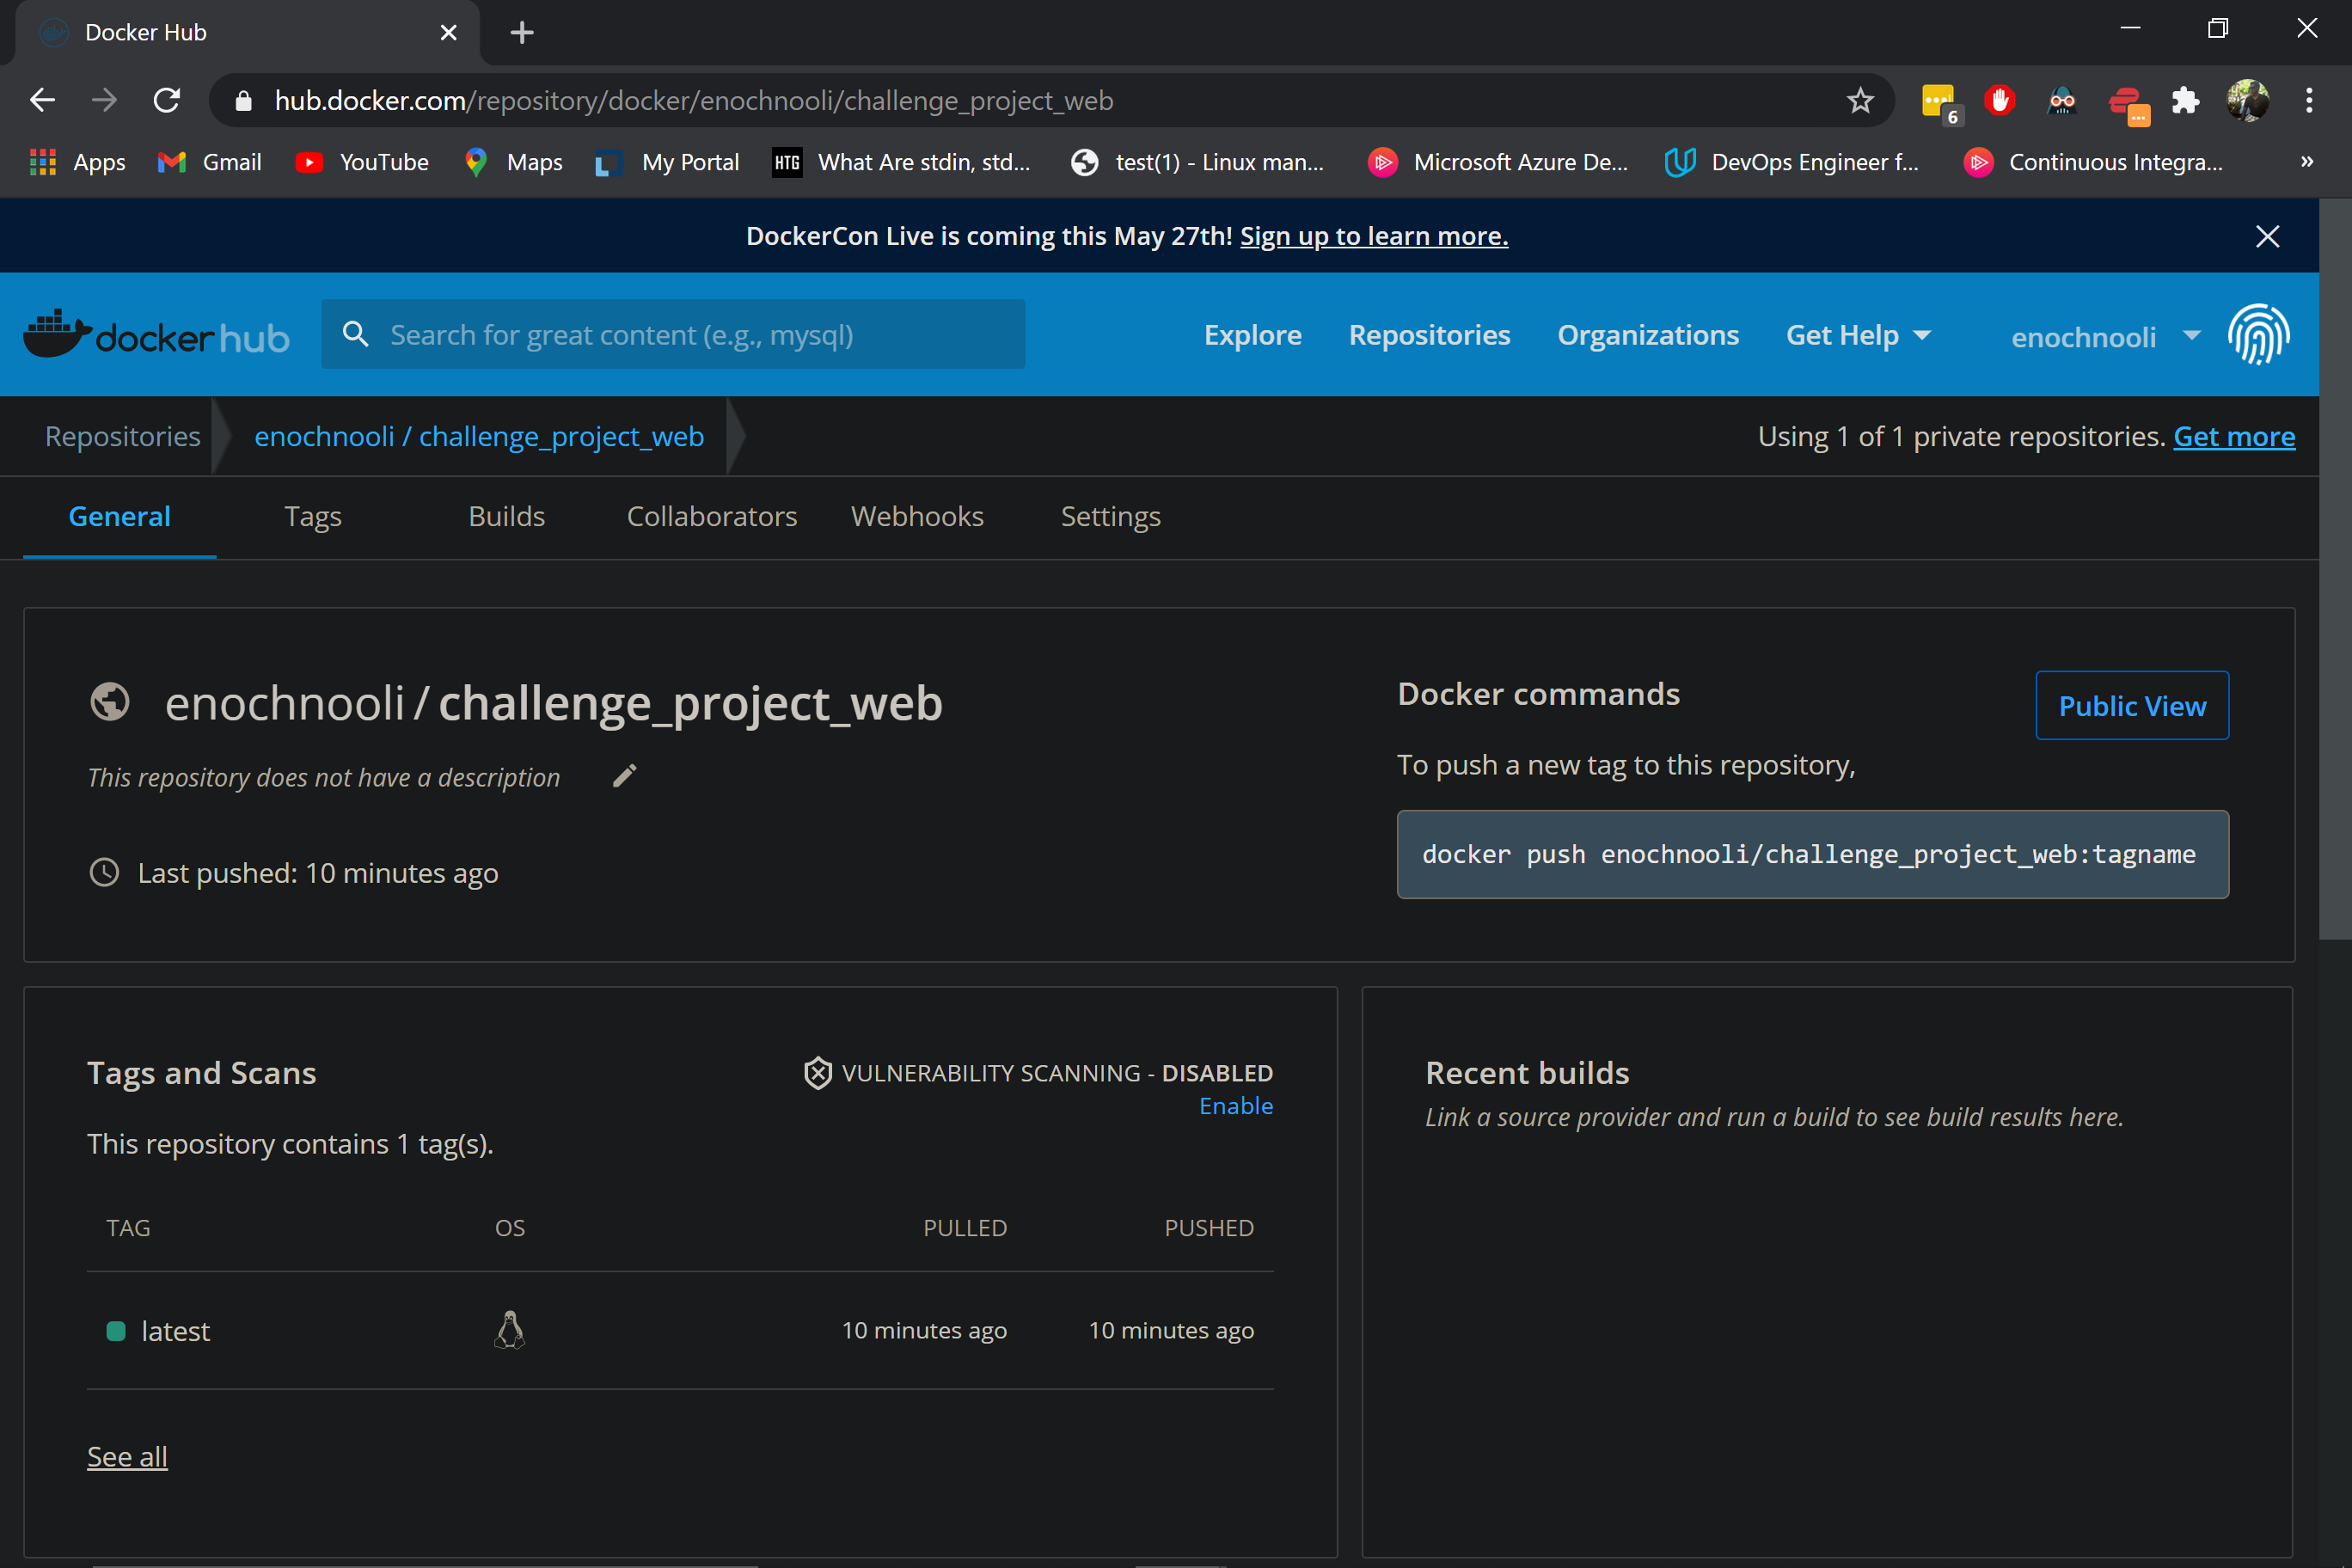 Docker Hub
hub.docker.com/repository/docker/enochnooli/challenge_project_web
6
Apps Gmail YouTube Maps My Portal HTG What Are stdin, std... test(1) - Linux man... Microsoft Azure De... DevOps Engineer f... Continuous Integra... »
DockerCon Live is coming this May 27th! Sign up to learn more.
docker hub Search for great content (e.g., mysql) Explore Repositories Organizations Get Help enochnooli
Repositories enochnooli / challenge_project_web Using 1 of 1 private repositories. Get more
General Tags Builds Collaborators Webhooks Settings
enochnooli / challenge_project_web
This repository does not have a description
Last pushed: 10 minutes ago
Docker commands
Public View
To push a new tag to this repository,
docker push enochnooli/challenge_project_web:tagname
Tags and Scans
VULNERABILITY SCANNING - DISABLED
Enable
This repository contains 1 tag(s).
TAG OS PULLED PUSHED
latest 10 minutes ago 10 minutes ago
See all
Recent builds
Link a source provider and run a build to see build results here.